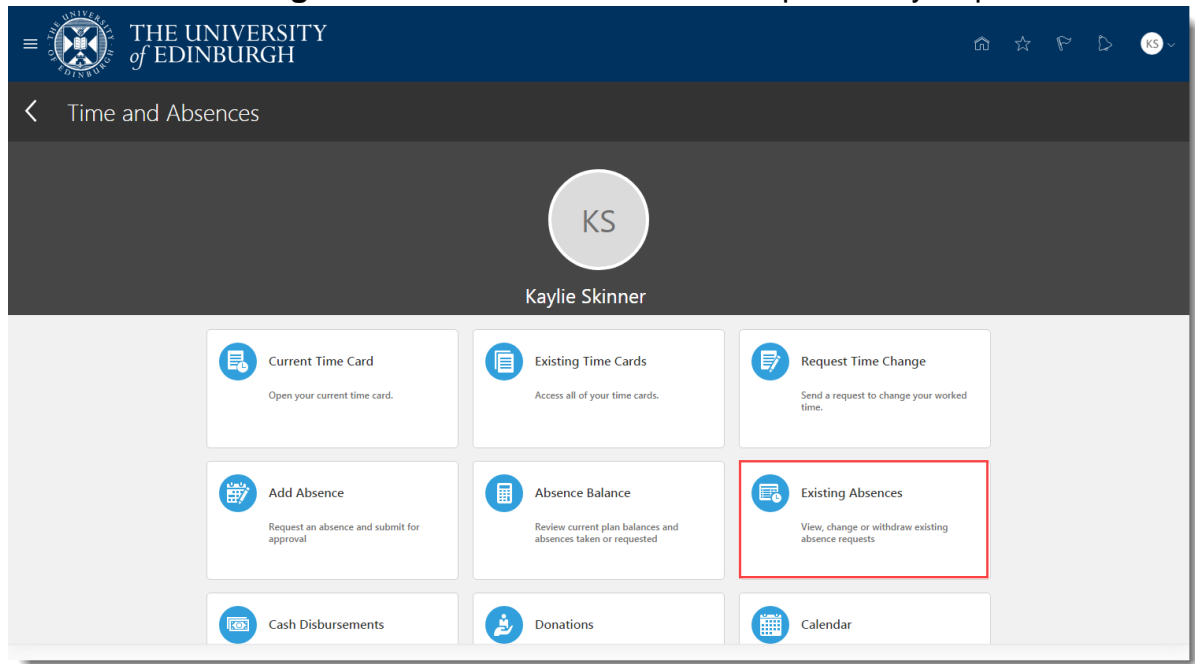 THE UNIVERSITY
of EDINBURGH
KS
Time and Absences
KS
Kaylie Skinner
Current Time Card
Open your current time card.
Existing Time Cards
Access all of your time cards.
Request Time Change
Send a request to change your worked
time.
Add Absence
Request an absence and submit for
approval
Absence Balance
Review current plan balances and
absences taken or requested
Existing Absences
View, change or withdraw existing
absence requests
Cash Disbursements
Donations
Calendar